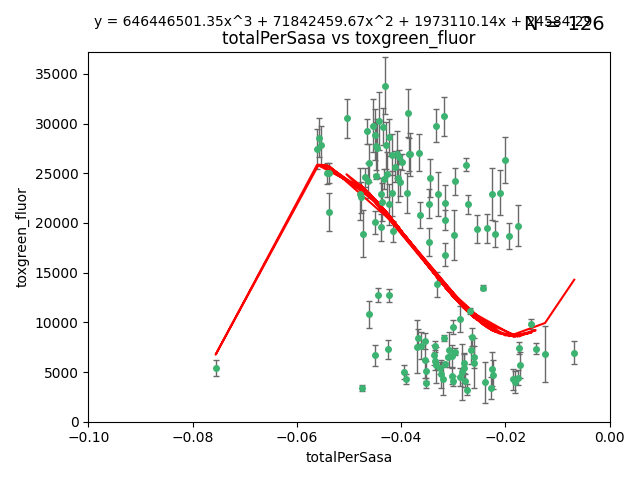 y = 646446501.35x^3 + 71842459.67x^2 + 1973110.14x +
N = 126
totalPerSasa vs toxgreen_fluor
35000
30000
25000
20000
15000
10000
5000
0
toxgreen_fluor
−0.10 −0.08 −0.06 −0.04 −0.02 0.00
totalPerSasa